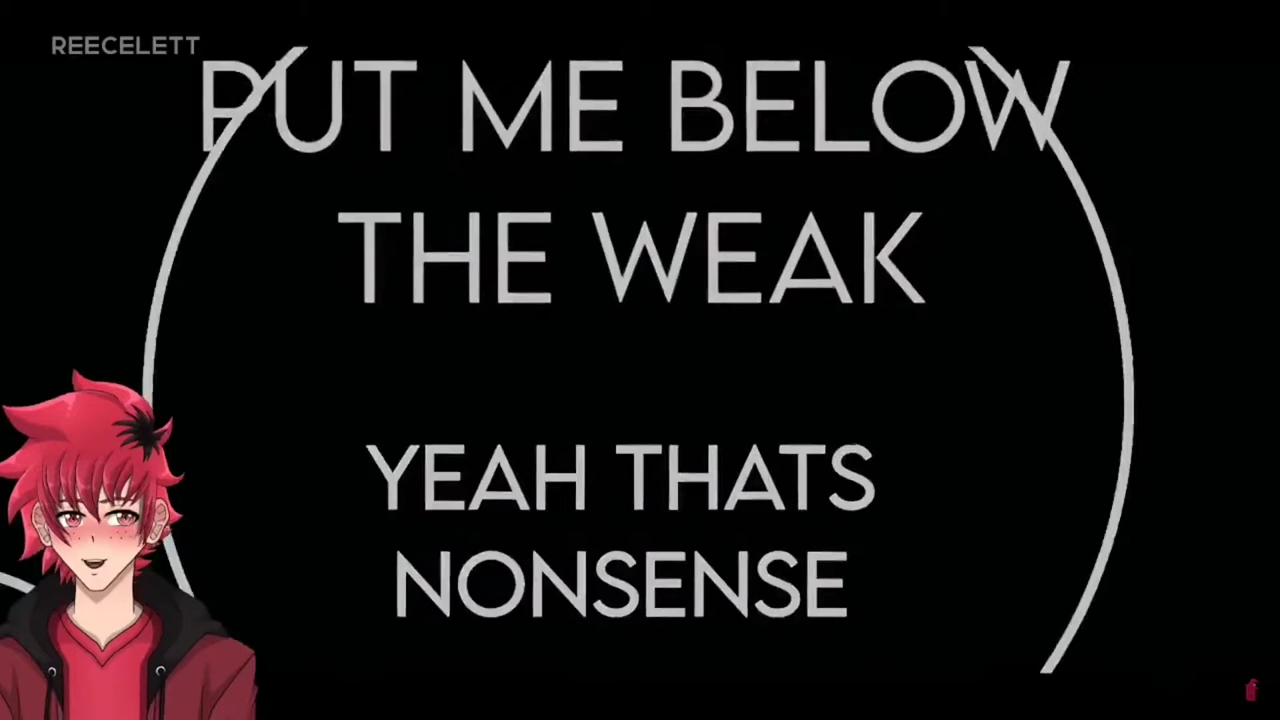 REECELETT
PUT ME BELOW
THE WEAK
YEAH THATS
NONSENSE